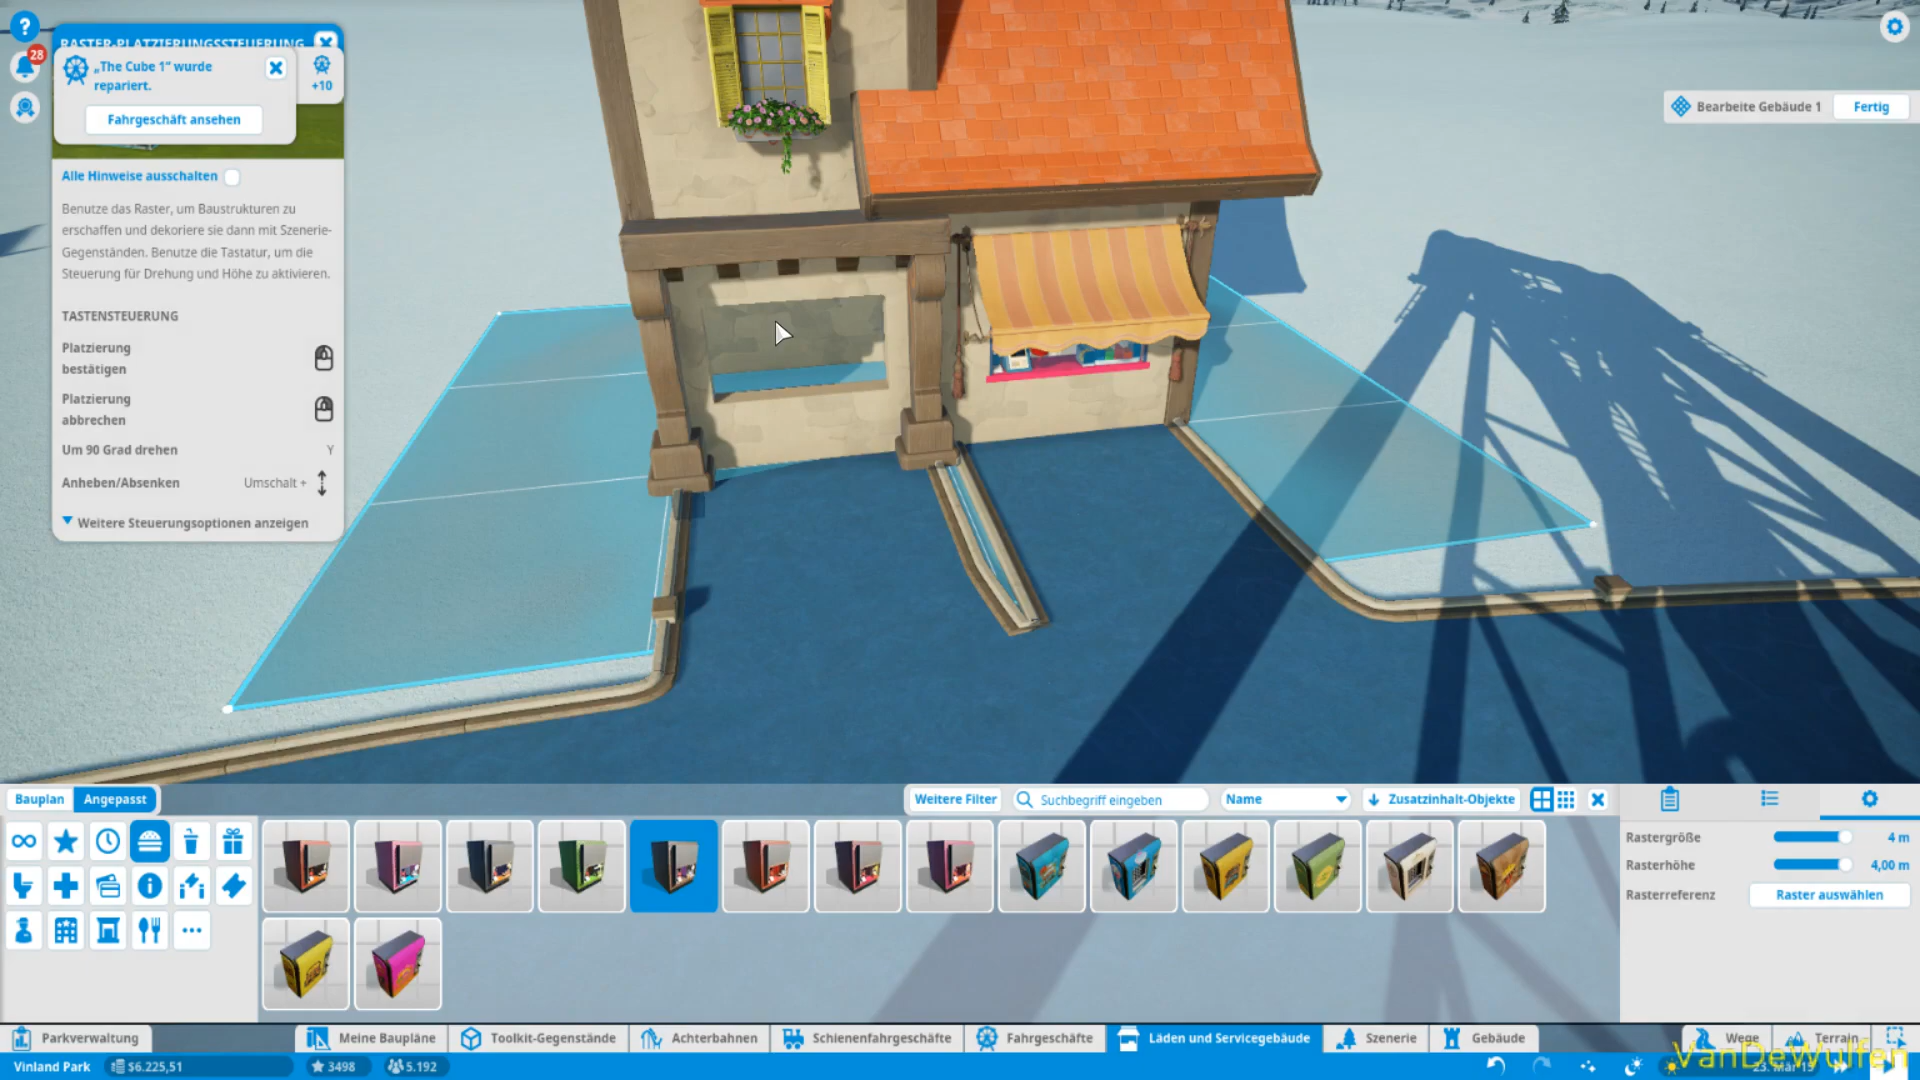 ?
RASTER-PLATZIERUNGSSTEUERUNG
28
„The Cube 1“ wurde
repariert.
+10
Fahrgeschäft ansehen
Bearbeite Gebäude 1
Fertig
Alle Hinweise ausschalten
Benutze das Raster, um Baustrukturen zu
erschaffen und dekoriere sie dann mit Szenerie-
Gegenständen. Benutze die Tastatur, um die
Steuerung für Drehung und Höhe zu aktivieren.
TASTENSTEUERUNG
Platzierung
bestätigen
Platzierung
abbrechen
Um 90 Grad drehen Y
Anheben/Absenken Umschalt +
Weitere Steuerungsoptionen anzeigen
Bauplan Angepasst
Weitere Filter Suchbegriff eingeben Name Zusatzinhalt-Objekte
Rastergröße 4 m
Rasterhöhe 4,00 m
Rasterreferenz Raster auswählen
Parkverwaltung Meine Baupläne Toolkit-Gegenstände Achterbahnen Schienenfahrgeschäfte Fahrgeschäfte Läden und Servicegebäude Szenerie Gebäude Wege Terrain
Vinland Park $6.225,51 3498 5.192
VanDeWulfen